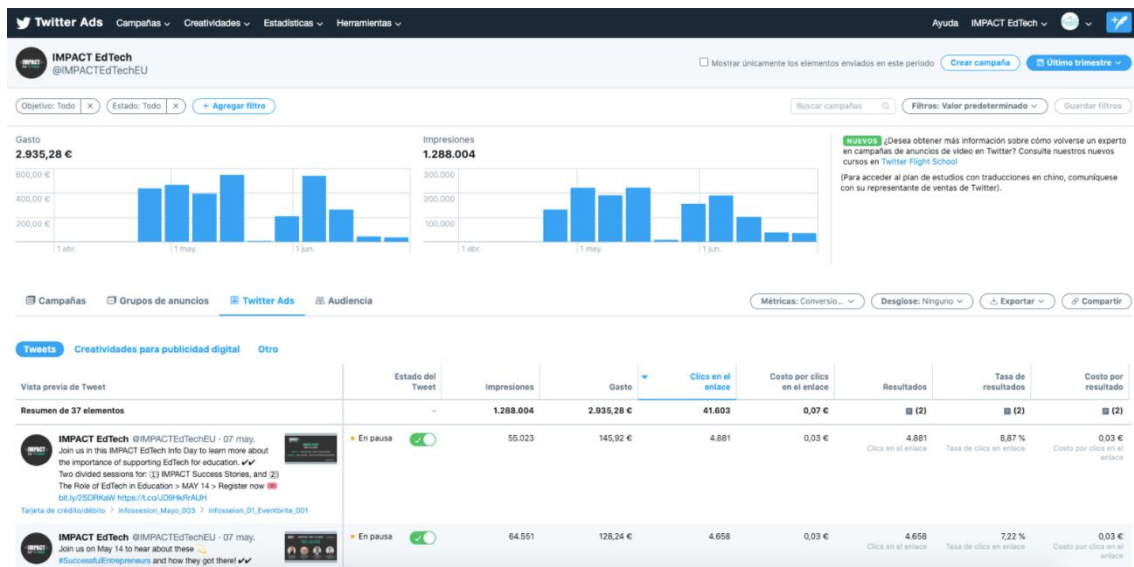 Twitter Ads Campañas Creatividades Estadísticas Herramientas Ayuda IMPACT EdTech
IMPACT EdTech
@IMPACTEdTechEU
Mostrar únicamente los elementos enviados en este periodo Crear campaña Último trimestre
Objetivo: Todo × Estado: Todo × + Agregar filtro Buscar campañas Filtros: Valor predeterminado Guardar filtros
Gasto
2.935,28 €
600,00 €
400,00 €
200,00 €
1 abr. 1 may. 1 jun.
Impresiones
1.288.004
300.000
200.000
100.000
1 abr. 1 may. 1 jun.
NUEVOS ¿Desea obtener más información sobre cómo volverse un experto
en campañas de anuncios de video en Twitter? Consulte nuestros nuevos
cursos en Twitter Flight School
(Para acceder al plan de estudios con traducciones en chino, comuníquese
con su representante de ventas de Twitter).
Campañas Grupos de anuncios Twitter Ads Audiencia Métricas: Conversio... Desglose: Ninguno Exportar Compartir
Tweets Creatividades para publicidad digital Otro
Vista previa de Tweet Estado del Tweet Impresiones Gasto Clics en el enlace Costo por clics en el enlace Resultados Tasa de resultados Costo por resultado
Resumen de 37 elementos - 1.288.004 2.935,28 € 41.603 0,07 € (2) (2) (2)
IMPACT EdTech @IMPACTEdTechEU · 07 may. En pausa 55.023 145,92 € 4.881 0,03 € 4.881 8,87 % 0,03 €
Clics en el enlace Tasa de clics en enlace Costo por clics en el enlace
Join us in this IMPACT EdTech Info Day to learn more about
the importance of supporting EdTech for education. ✔✔
Two divided sessions for: 1) IMPACT Success Stories, and 2)
The Role of EdTech in Education > MAY 14 > Register now
bit.ly/2SDRKaW https://t.co/JD9HkRrAUH
Tarjeta de crédito/débito > Infossesion_Mayo_003 > Infosseion_01_Eventbrite_001
IMPACT EdTech @IMPACTEdTechEU · 07 may. En pausa 64.551 128,24 € 4.658 0,03 € 4.658 7,22 % 0,03 €
Clics en el enlace Tasa de clics en enlace Costo por clics en el enlace
Join us on May 14 to hear about these
#SuccessfulEntrepreneurs and how they got there! ✔✔